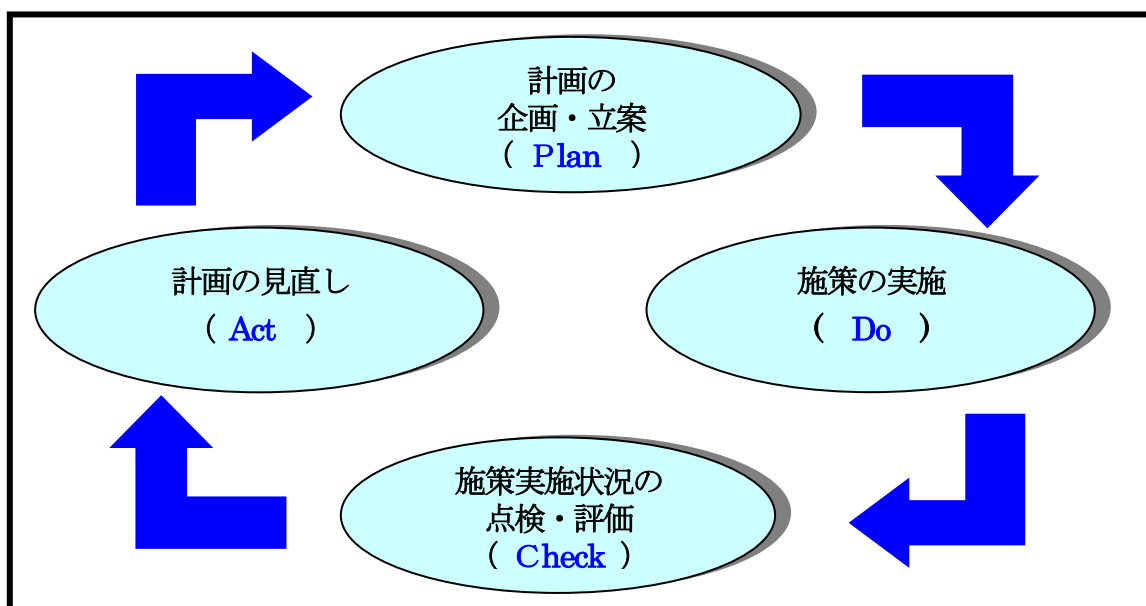 計画の
企画・立案
（ Plan ）
計画の見直し
（ Act ）
施策の実施
（ Do ）
施策実施状況の
点検・評価
（ Check ）